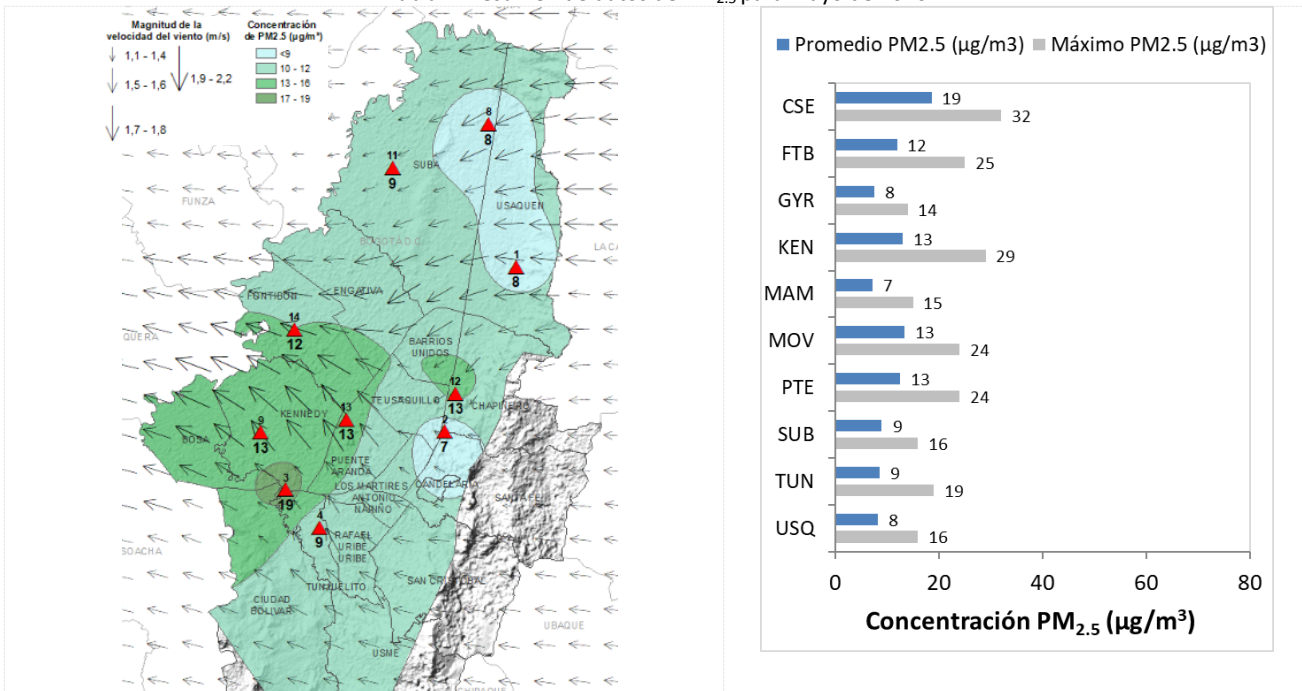 2.5
Magnitud de la
velocidad del viento (m/s)
1,1 - 1,4
1,9 - 2,2
1,5 - 1,6
1,7 - 1,8
Concentración
de PM2.5 (µg/m³)
<9
10 - 12
13 - 16
17 - 19
8
8
11
9
SUBA
FUNZA
USAQUEN
BOGOTA D.C.
LA CA
1
8
FONTIBON
ENGATIVA
14
12
QUERA
BARRIOS
UNIDOS
12
13
TEUSAQUILLO
CHAPINERO
KENNEDY
13
13
2
7
9
13
BOSA
PUENTE
ARANDA
3
19
LOS MARTIRES
ANTONIO
NARIÑO
CANDELARIA
SANTA FE
4
9
RAFAEL
URIBE
URIBE
SOACHA
TUNJUELITO
SAN CRISTOBAL
CIUDAD
BOLIVAR
UBAQUE
USME
CHIPAQUE
Promedio PM2.5 (µg/m3) Máximo PM2.5 (µg/m3)
CSE 19 32
FTB 12 25
GYR 8 14
KEN 13 29
MAM 7 15
MOV 13 24
PTE 13 24
SUB 9 16
TUN 9 19
USQ 8 16
0 20 40 60 80
Concentración PM2.5 (µg/m³)